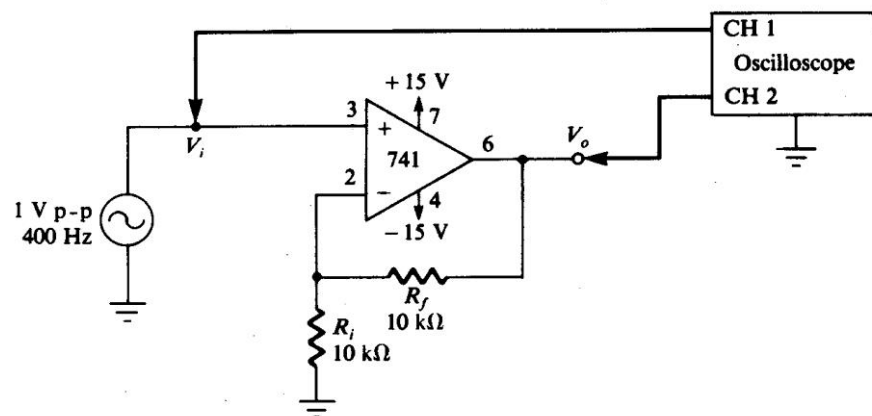 CH 1
Oscilloscope
CH 2
+15 V
3
7
+
V_i
741
6
V_o
2
−
4
1 V p-p
400 Hz
−15 V
R_f
10 kΩ
R_i
10 kΩ